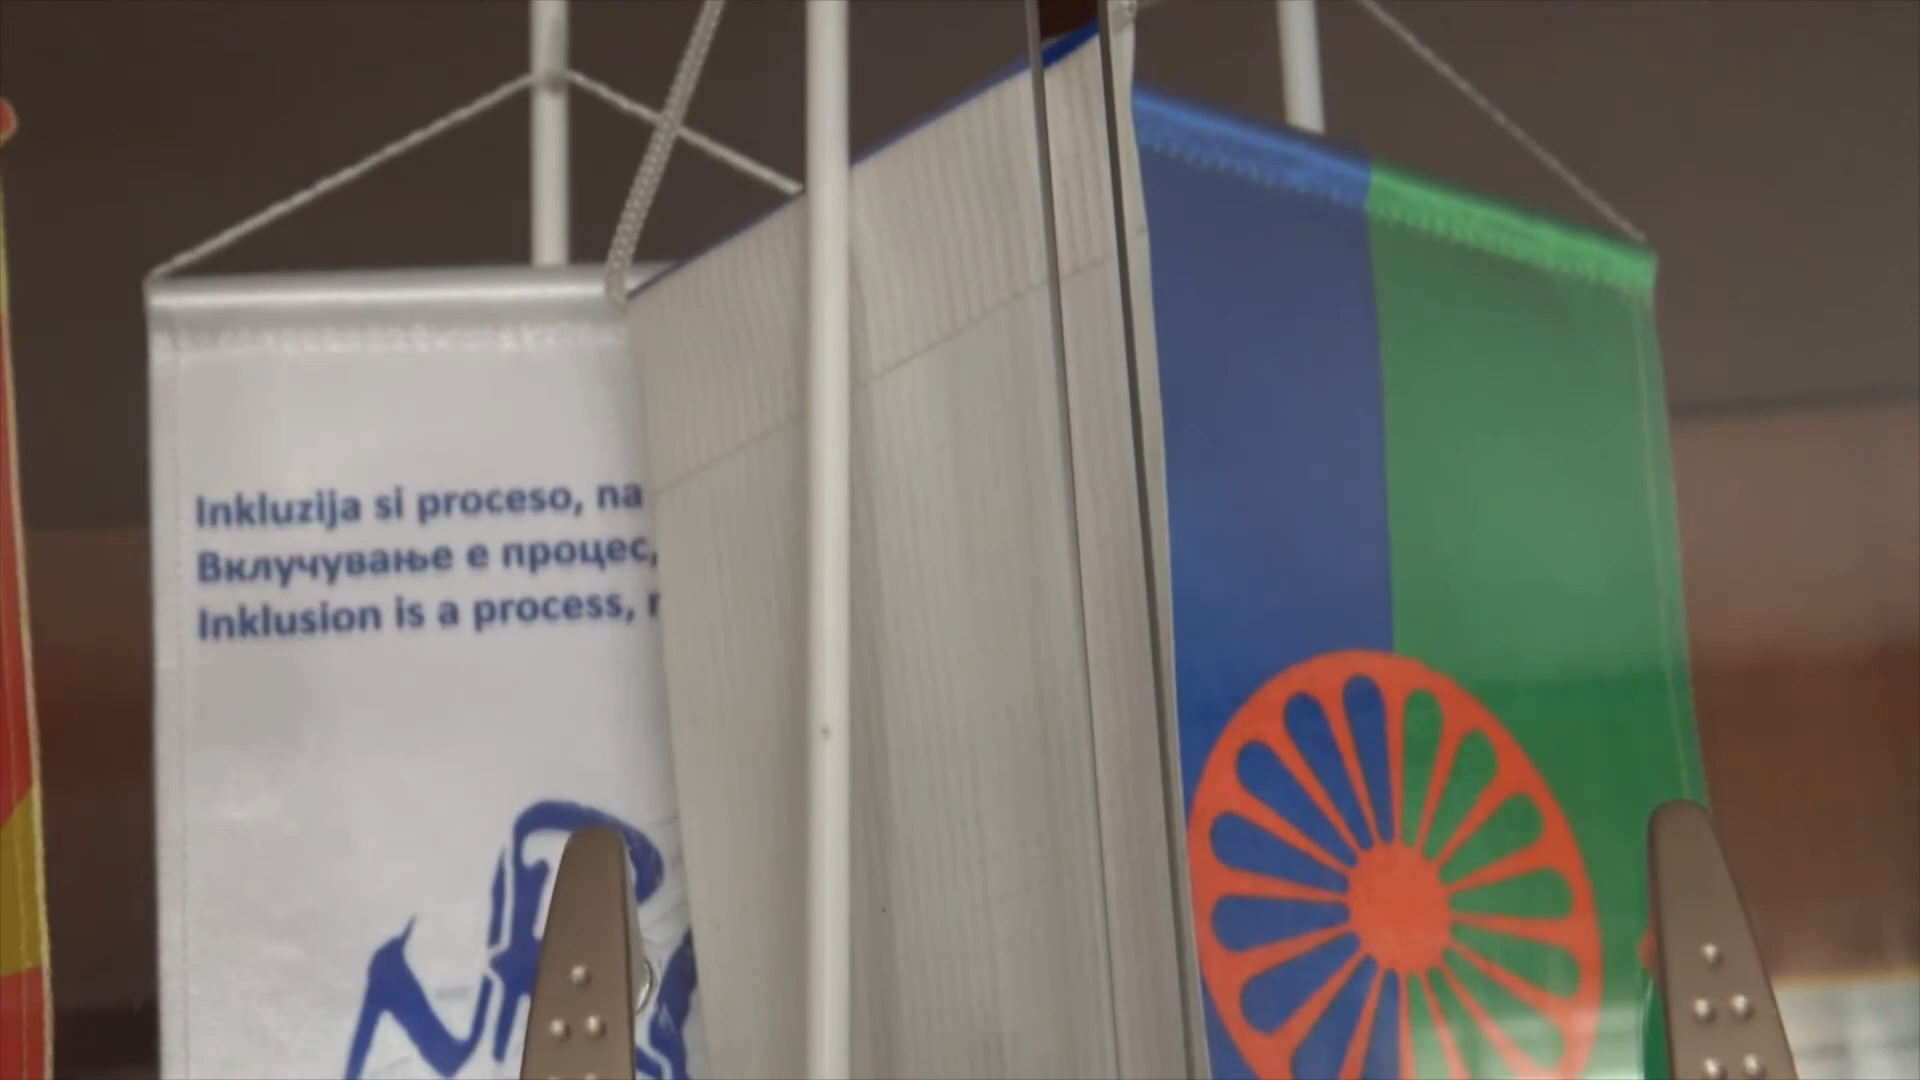 Inkluzija si proceso, na
Вклучување е процес,
Inklusion is a process,